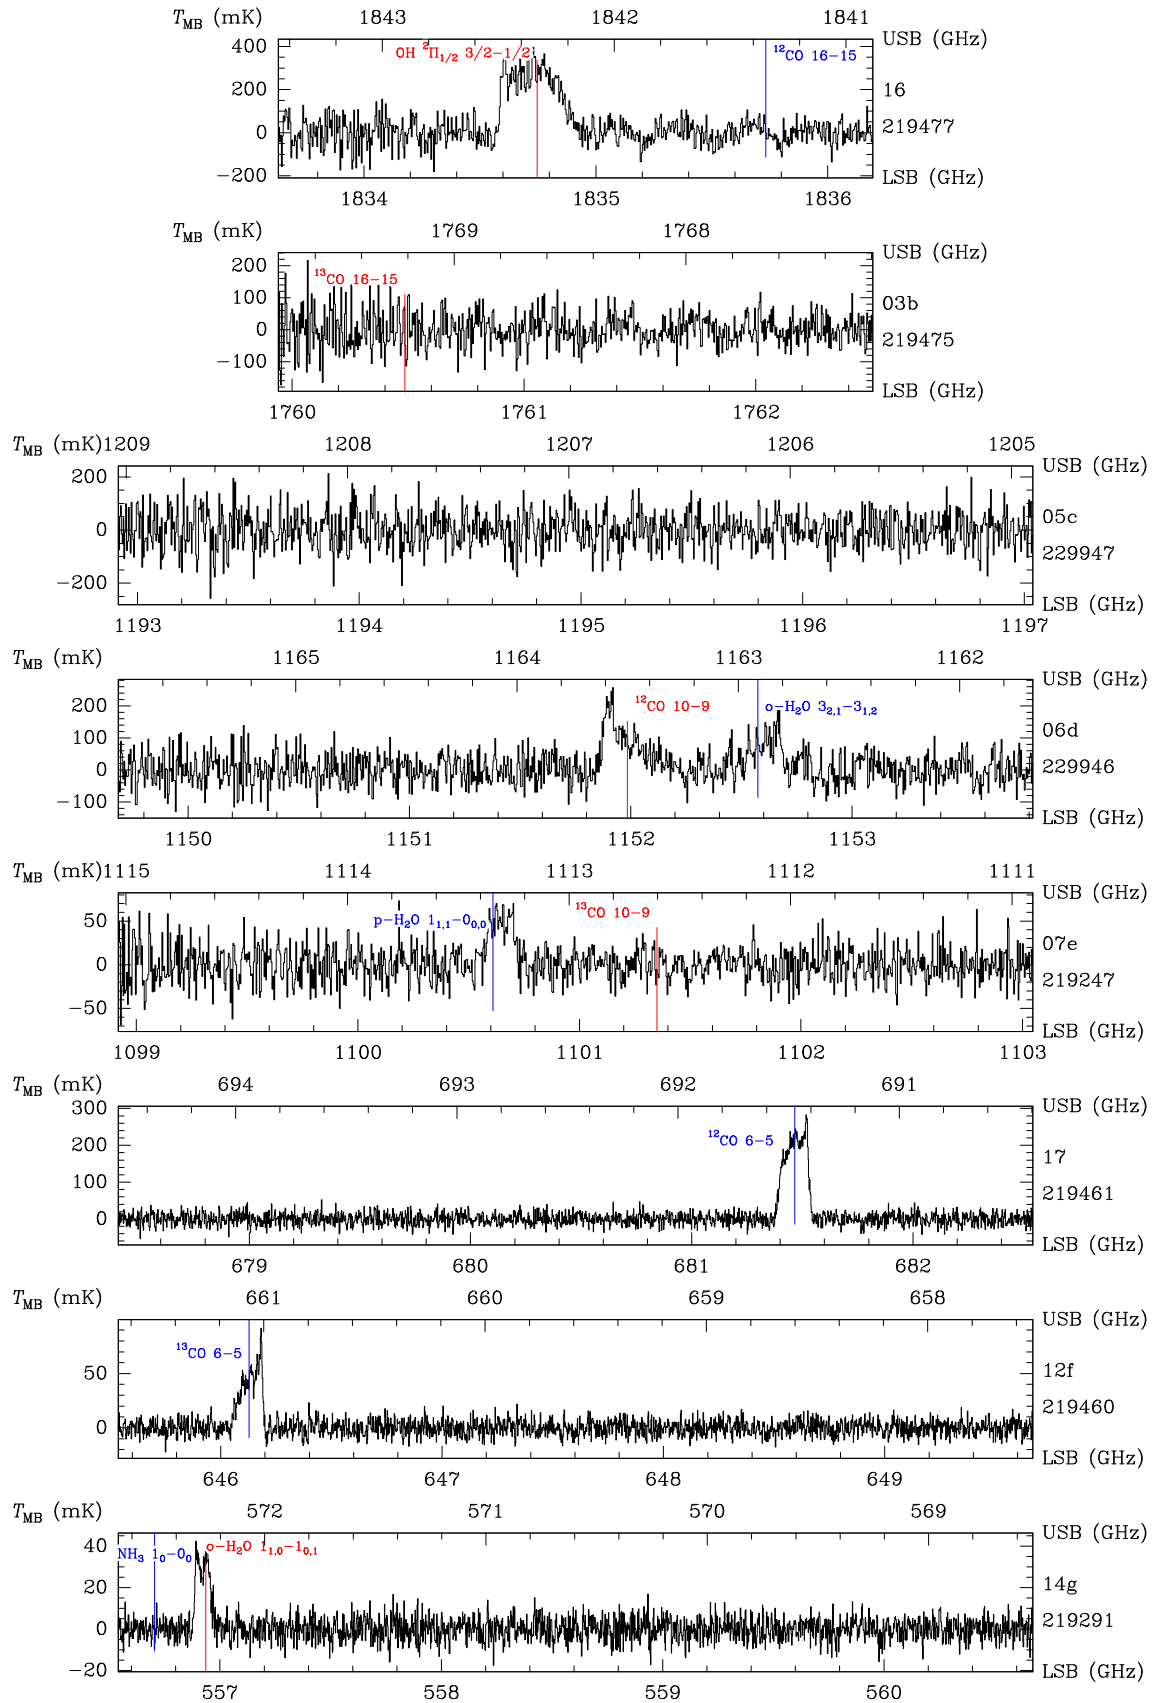 T_MB (mK) 1843 1842 1841 USB (GHz)
400 200 0 −200
OH ²Π₁/₂ 3/2−1/2 ¹²CO 16−15
16
219477
1834 1835 1836 LSB (GHz)
T_MB (mK) 1769 1768 USB (GHz)
200 100 0 −100
¹³CO 16−15
03b
219475
1760 1761 1762 LSB (GHz)
T_MB (mK) 1209 1208 1207 1206 1205 USB (GHz)
200 0 −200
05c
229947
1193 1194 1195 1196 1197 LSB (GHz)
T_MB (mK) 1165 1164 1163 1162 USB (GHz)
200 100 0 −100
¹²CO 10−9 o−H₂O 3₂,₁−3₁,₂
06d
229946
1150 1151 1152 1153 LSB (GHz)
T_MB (mK) 1115 1114 1113 1112 1111 USB (GHz)
50 0 −50
p−H₂O 1₁,₁−0₀,₀ ¹³CO 10−9
07e
219247
1099 1100 1101 1102 1103 LSB (GHz)
T_MB (mK) 694 693 692 691 USB (GHz)
300 200 100 0
¹²CO 6−5
17
219461
679 680 681 682 LSB (GHz)
T_MB (mK) 661 660 659 658 USB (GHz)
50 0
¹³CO 6−5
12f
219460
646 647 648 649 LSB (GHz)
T_MB (mK) 572 571 570 569 USB (GHz)
40 20 0 −20
NH₃ 1₀−0₀ o−H₂O 1₁,₀−1₀,₁
14g
219291
557 558 559 560 LSB (GHz)